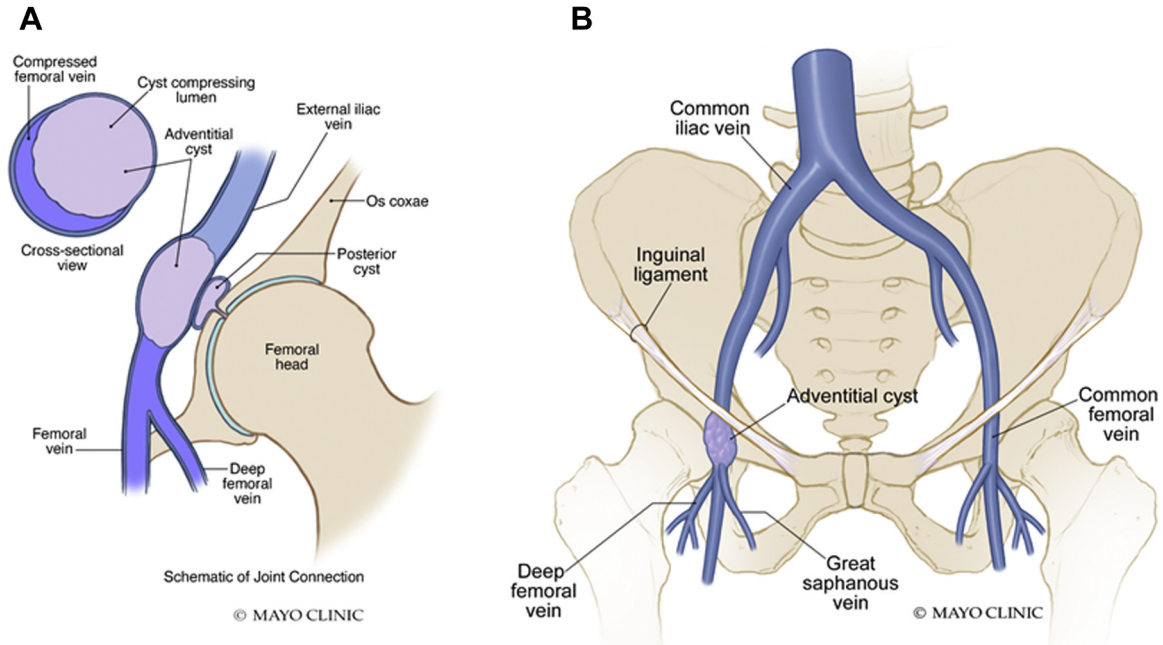 A
Compressed
femoral vein
Cyst compressing
lumen
Adventitial
cyst
External iliac
vein
Os coxae
Cross-sectional
view
Posterior
cyst
Femoral
head
Femoral
vein
Deep
femoral
vein
Schematic of Joint Connection
© MAYO CLINIC
B
Common
iliac vein
Inguinal
ligament
Adventitial cyst
Common
femoral
vein
Deep
femoral
vein
Great
saphanous
vein
© MAYO CLINIC